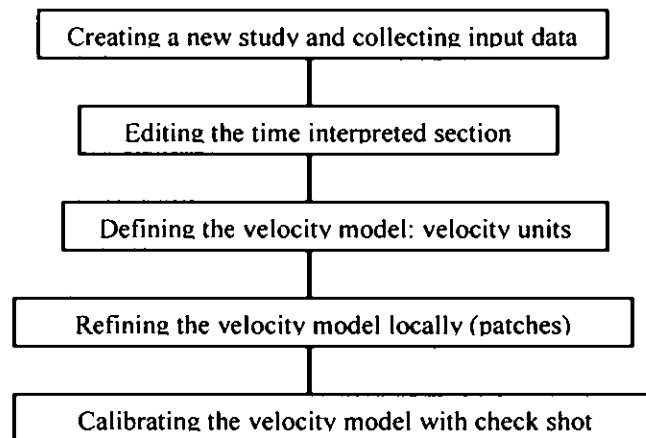 Creating a new study and collecting input data
Editing the time interpreted section
Defining the velocity model: velocity units
Refining the velocity model locally (patches)
Calibrating the velocity model with check shot